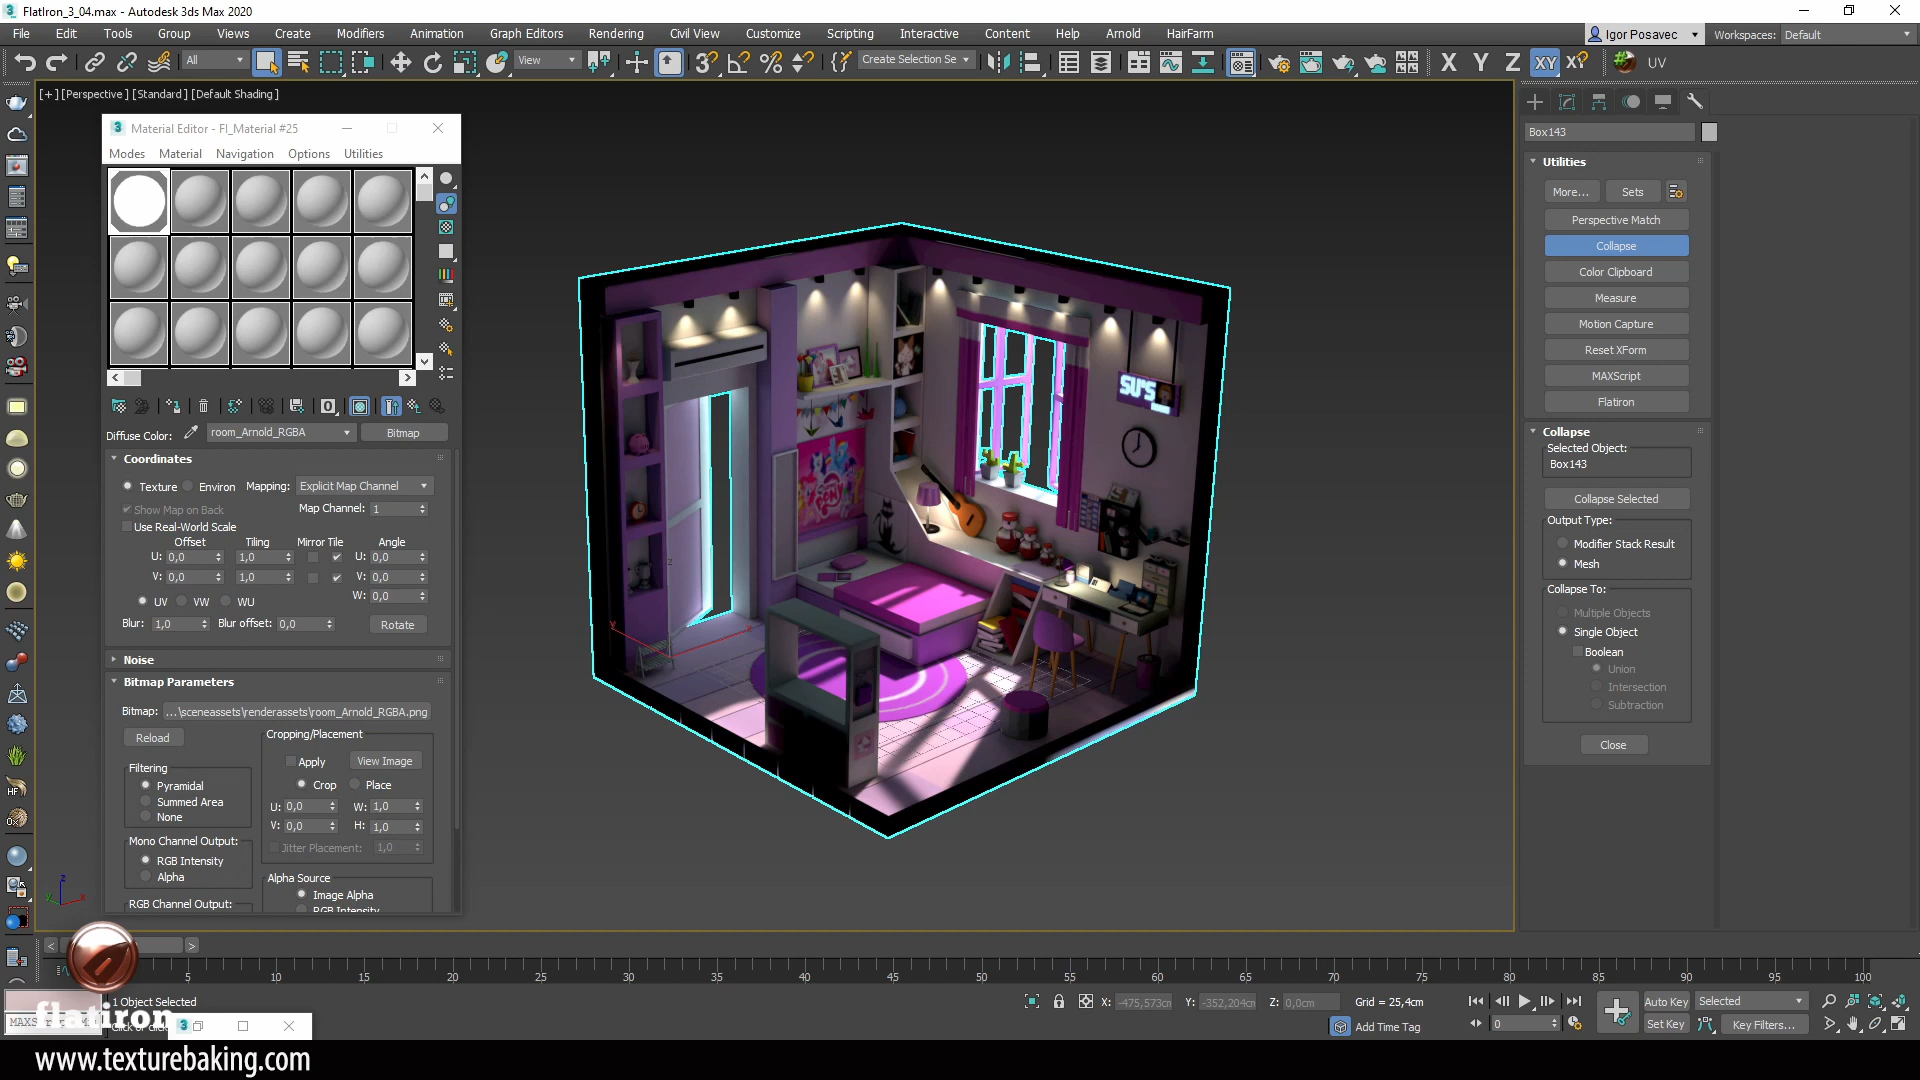 FlatIron_3_04.max - Autodesk 3ds Max 2020
File Edit Tools Group Views Create Modifiers Animation Graph Editors Rendering Civil View Customize Scripting Interactive Content Help Arnold HairFarm
Igor Posavec
Workspaces: Default
All
View
Create Selection Se
X Y Z XY
UV
[+] [Perspective] [Standard] [Default Shading]
Material Editor - Fl_Material #25
Modes Material Navigation Options Utilities
Diffuse Color: room_Arnold_RGBA Bitmap
Coordinates
Texture Environ Mapping: Explicit Map Channel
Show Map on Back Map Channel: 1
Use Real-World Scale
Offset Tiling Mirror Tile Angle
U: 0,0 1,0 U: 0,0
V: 0,0 1,0 V: 0,0
W: 0,0
UV VW WU
Blur: 1,0 Blur offset: 0,0 Rotate
Noise
Bitmap Parameters
Bitmap: ...\sceneassets\renderassets\room_Arnold_RGBA.png
Reload
Cropping/Placement
Apply View Image
Crop Place
U: 0,0 W: 1,0
V: 0,0 H: 1,0
Jitter Placement: 1,0
Filtering
Pyramidal
Summed Area
None
Mono Channel Output:
RGB Intensity
Alpha
RGB Channel Output:
Alpha Source
Image Alpha
RGB Intensity
SU'S
Box143
Utilities
More... Sets
Perspective Match
Collapse
Color Clipboard
Measure
Motion Capture
Reset XForm
MAXScript
Flatiron
Collapse
Selected Object:
Box143
Collapse Selected
Output Type:
Modifier Stack Result
Mesh
Collapse To:
Multiple Objects
Single Object
Boolean
Union
Intersection
Subtraction
Close
5 10 15 20 25 30 35 40 45 50 55 60 65 70 75 80 85 90 95 100
1 Object Selected
X: -475,573cm Y: -352,204cm Z: 0,0cm Grid = 25,4cm
Add Time Tag
0
Auto Key Selected
Set Key Key Filters...
flatiron
www.texturebaking.com